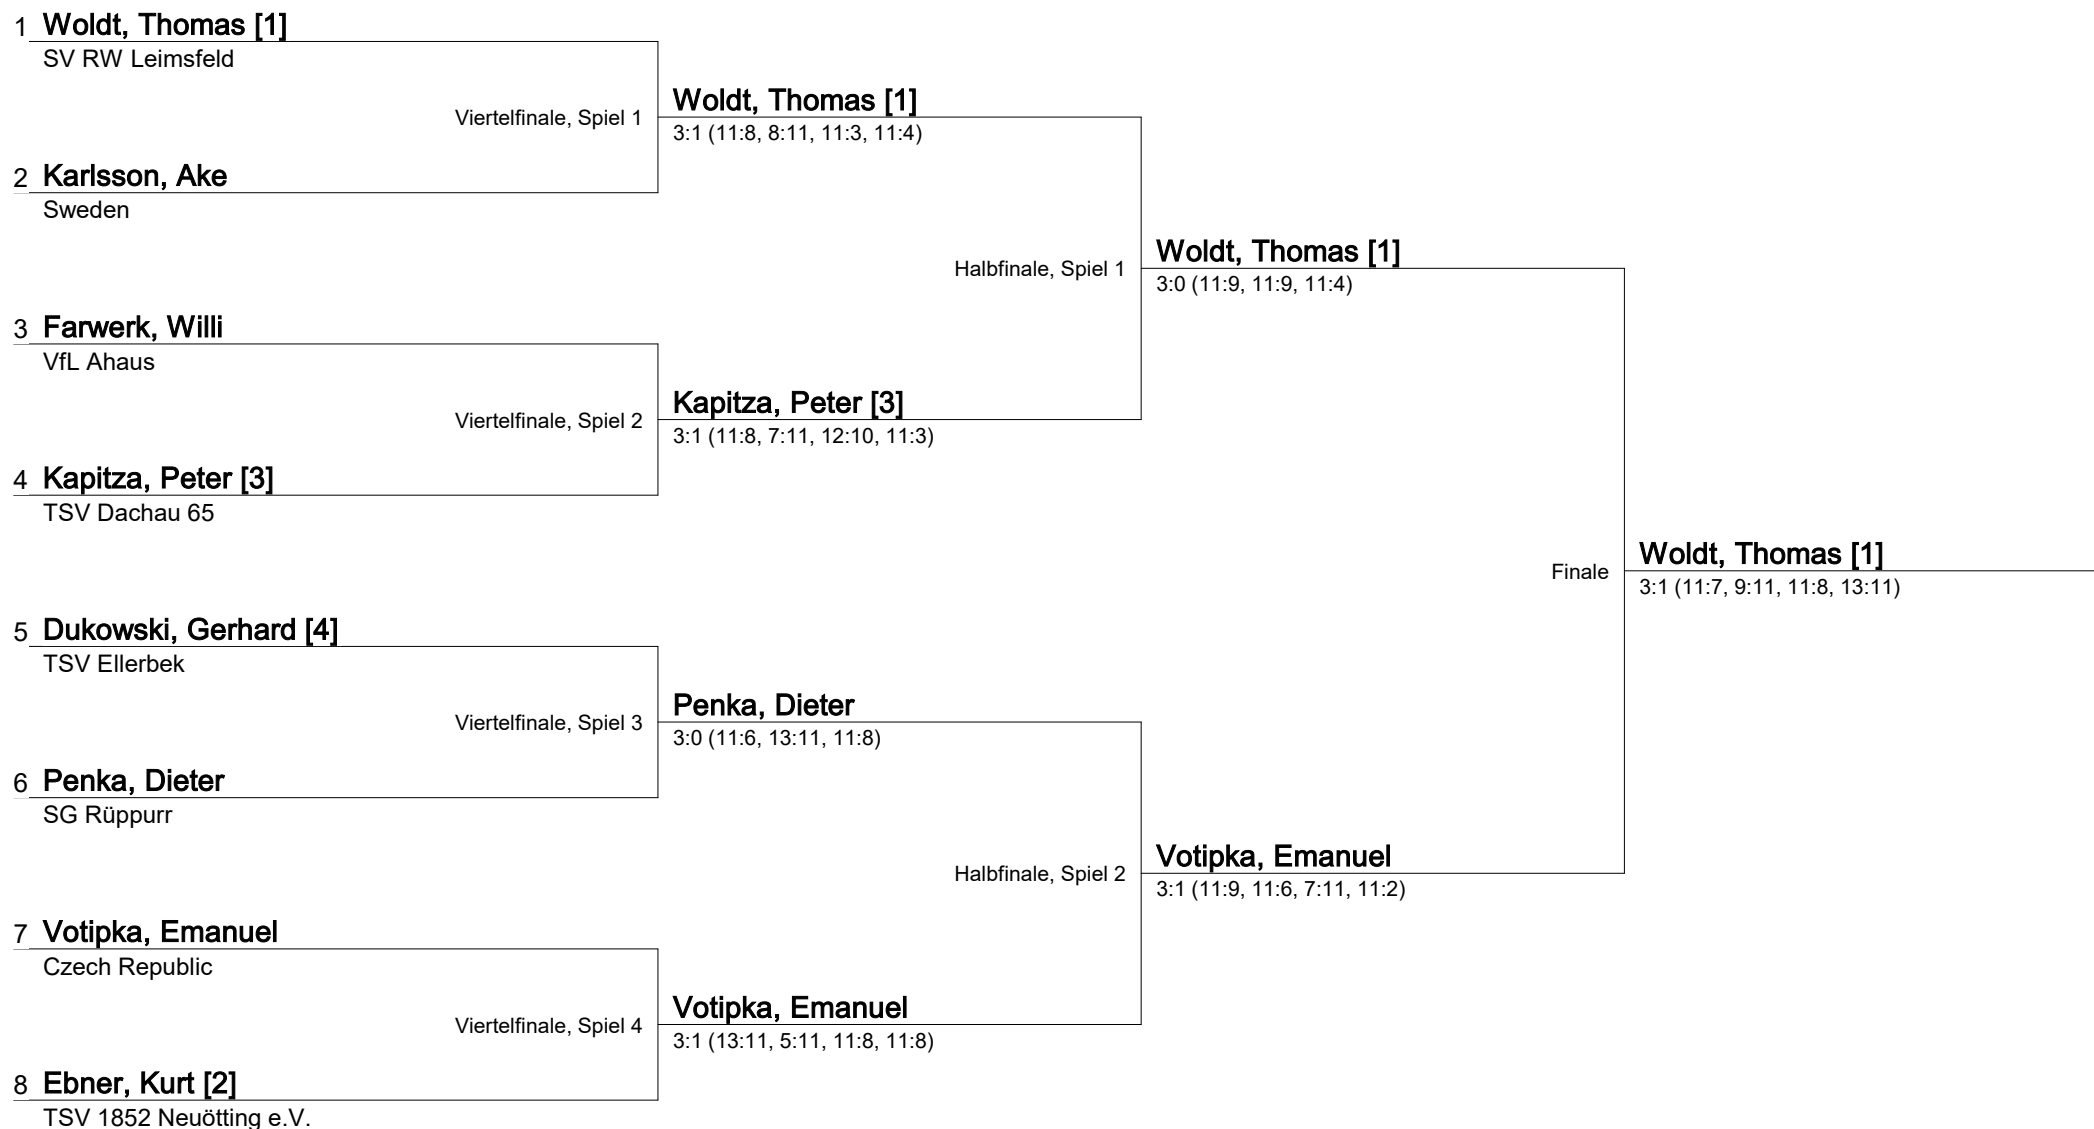 1 Woldt, Thomas [1]
SV RW Leimsfeld
Viertelfinale, Spiel 1
Woldt, Thomas [1]
3:1 (11:8, 8:11, 11:3, 11:4)
2 Karlsson, Ake
Sweden
Halbfinale, Spiel 1
Woldt, Thomas [1]
3:0 (11:9, 11:9, 11:4)
3 Farwerk, Willi
VfL Ahaus
Viertelfinale, Spiel 2
Kapitza, Peter [3]
3:1 (11:8, 7:11, 12:10, 11:3)
4 Kapitza, Peter [3]
TSV Dachau 65
Finale
Woldt, Thomas [1]
3:1 (11:7, 9:11, 11:8, 13:11)
5 Dukowski, Gerhard [4]
TSV Ellerbek
Viertelfinale, Spiel 3
Penka, Dieter
3:0 (11:6, 13:11, 11:8)
6 Penka, Dieter
SG Rüppurr
Halbfinale, Spiel 2
Votipka, Emanuel
3:1 (11:9, 11:6, 7:11, 11:2)
7 Votipka, Emanuel
Czech Republic
Viertelfinale, Spiel 4
Votipka, Emanuel
3:1 (13:11, 5:11, 11:8, 11:8)
8 Ebner, Kurt [2]
TSV 1852 Neuötting e.V.